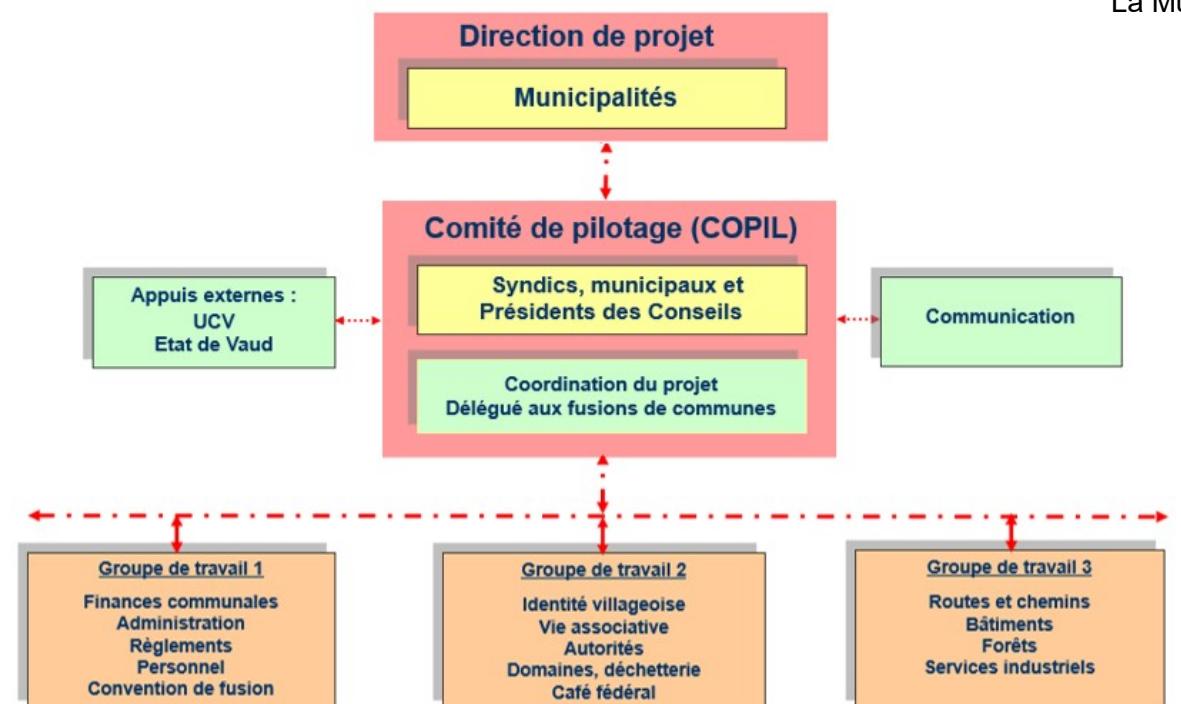 La
Direction de projet
Municipalités
Comité de pilotage (COPIL)
Syndics, municipaux et
Présidents des Conseils
Coordination du projet
Délégué aux fusions de communes
Appuis externes :
UCV
Etat de Vaud
Communication
Groupe de travail 1
Finances communales
Administration
Règlements
Personnel
Convention de fusion
Groupe de travail 2
Identité villageoise
Vie associative
Autorités
Domaines, déchetterie
Café fédéral
Groupe de travail 3
Routes et chemins
Bâtiments
Forêts
Services industriels